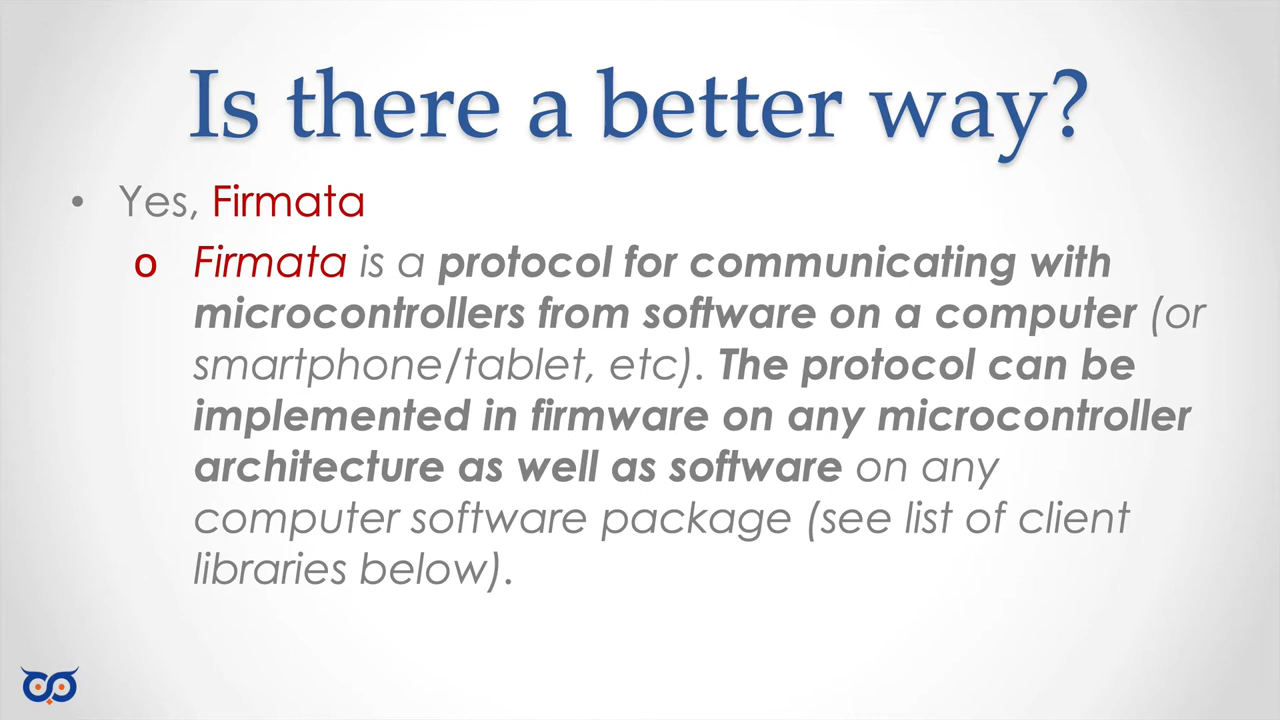 Is there a better way?
• Yes, Firmata
o Firmata is a protocol for communicating with
microcontrollers from software on a computer (or
smartphone/tablet, etc). The protocol can be
implemented in firmware on any microcontroller
architecture as well as software on any
computer software package (see list of client
libraries below).